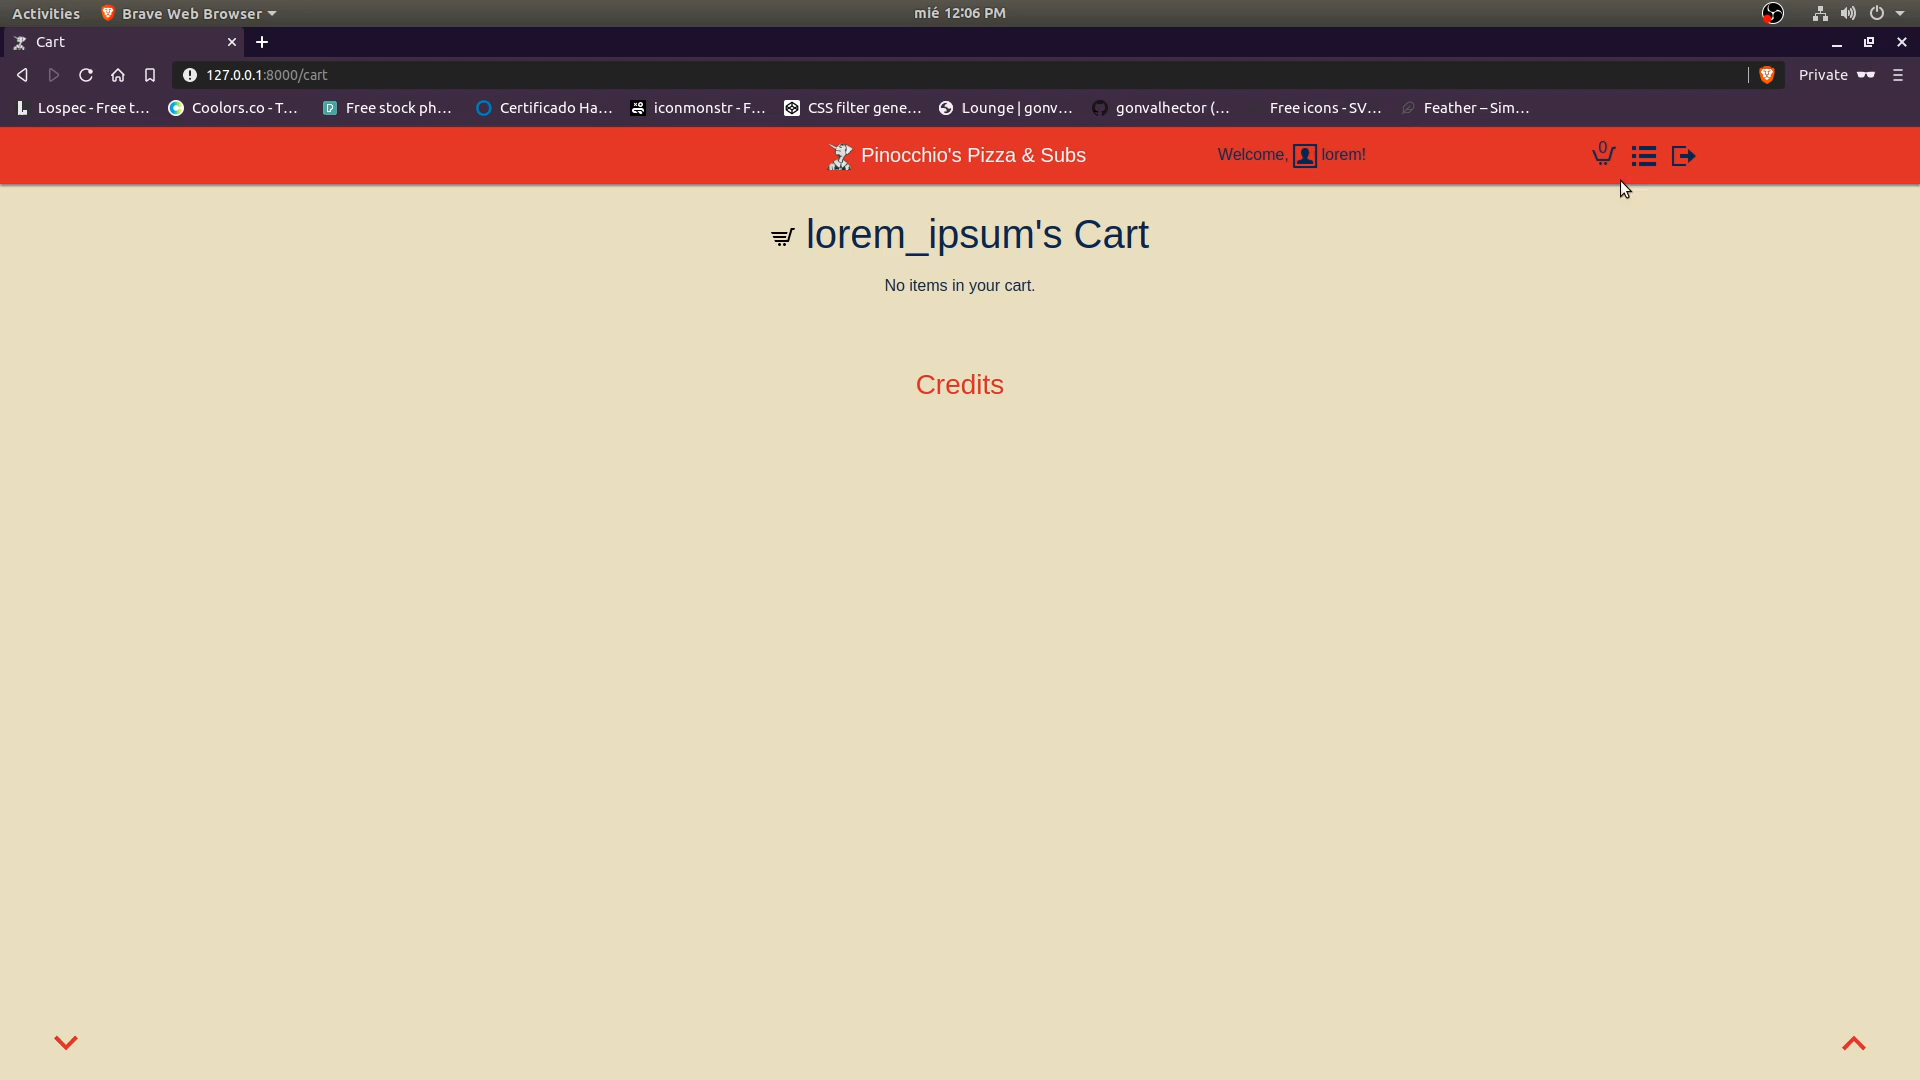 Activities Brave Web Browser mié 12:06 PM
Cart
127.0.0.1:8000/cart Private
Lospec - Free t... Coolors.co - T... Free stock ph... Certificado Ha... iconmonstr - F... CSS filter gene... Lounge | gonv... gonvalhector (... Free icons - SV... Feather – Sim...
Pinocchio's Pizza & Subs Welcome, lorem! 0
lorem_ipsum's Cart
No items in your cart.
Credits